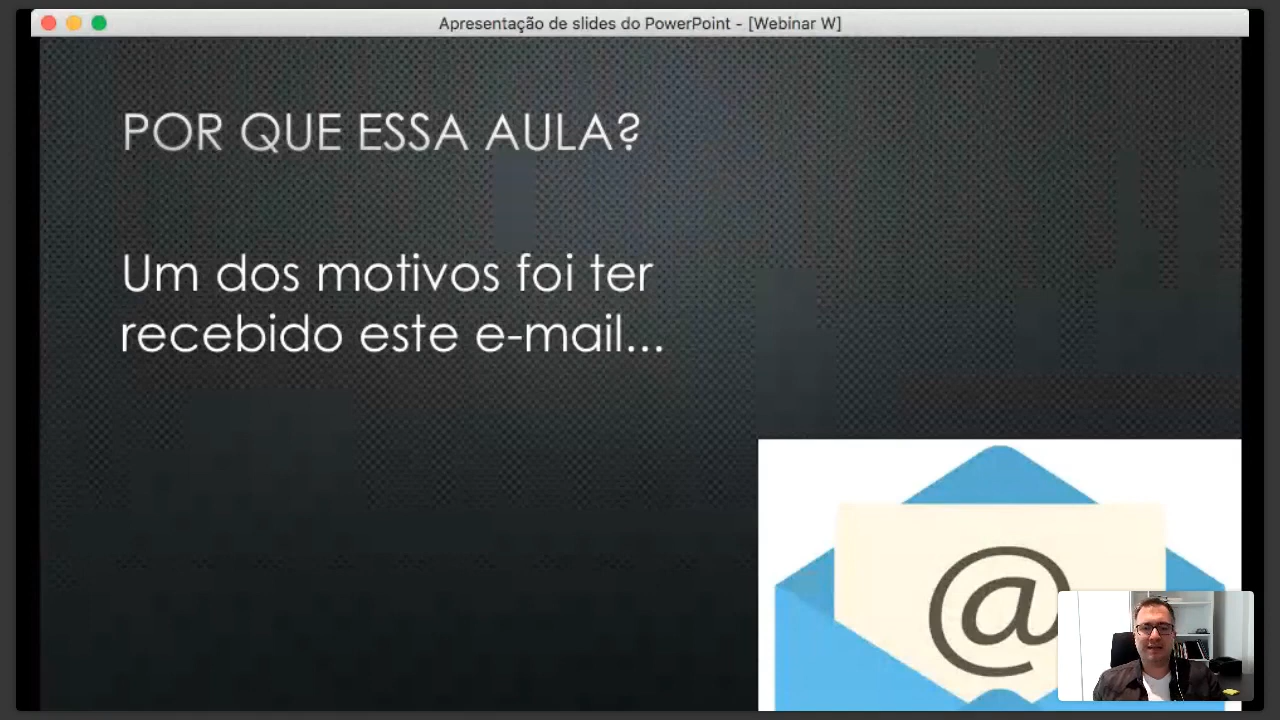 Apresentação de slides do PowerPoint - [Webinar W]
POR QUE ESSA AULA?
Um dos motivos foi ter
recebido este e-mail...
@